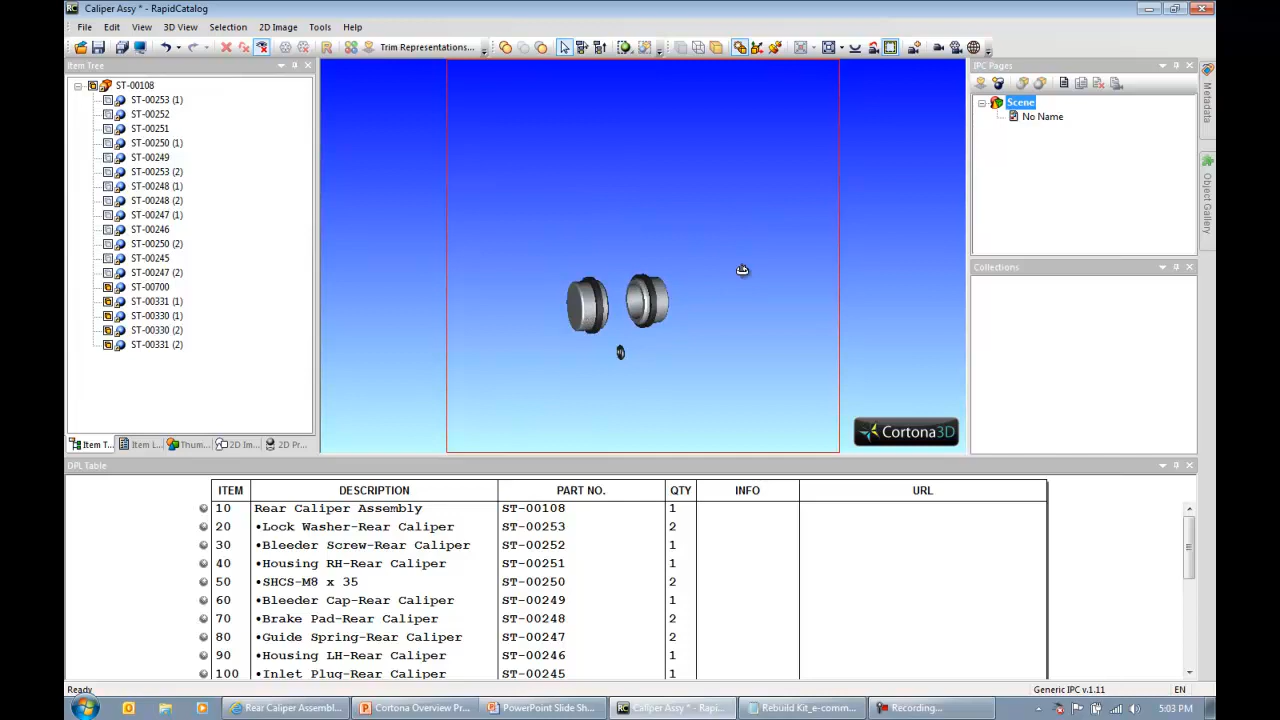 Caliper Assy * - RapidCatalog
File Edit View 3D View Selection 2D Image Tools Help
Trim Representations...
Item Tree
ST-00108
ST-00253 (1)
ST-00252
ST-00251
ST-00250 (1)
ST-00249
ST-00253 (2)
ST-00248 (1)
ST-00248 (2)
ST-00247 (1)
ST-00246
ST-00250 (2)
ST-00245
ST-00247 (2)
ST-00700
ST-00331 (1)
ST-00330 (1)
ST-00330 (2)
ST-00331 (2)
Item T... Item L... Thum... 2D Im... 2D Pr...
Cortona3D
IPC Pages
Scene
No Name
Collections
Metadata
Object Gallery
DPL Table
ITEM DESCRIPTION PART NO. QTY INFO URL
10 Rear Caliper Assembly ST-00108 1
20 •Lock Washer-Rear Caliper ST-00253 2
30 •Bleeder Screw-Rear Caliper ST-00252 1
40 •Housing RH-Rear Caliper ST-00251 1
50 •SHCS-M8 x 35 ST-00250 2
60 •Bleeder Cap-Rear Caliper ST-00249 1
70 •Brake Pad-Rear Caliper ST-00248 2
80 •Guide Spring-Rear Caliper ST-00247 2
90 •Housing LH-Rear Caliper ST-00246 1
100 •Inlet Plug-Rear Caliper ST-00245 1
Ready Generic IPC v.1.11 EN
Rear Caliper Assembl... Cortona Overview Pr... PowerPoint Slide Sh... Caliper Assy * - Rapi... Rebuild Kit_e-comm... Recording... 5:03 PM